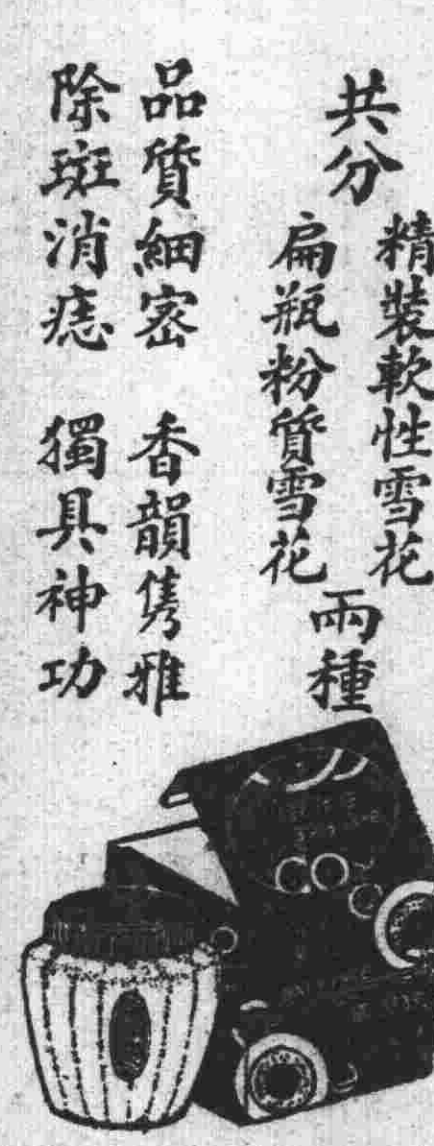 共分
精裝軟性雪花
扁瓶粉質雪花
兩種
品質細密 香韻雋雅
除斑消痣 獨具神功